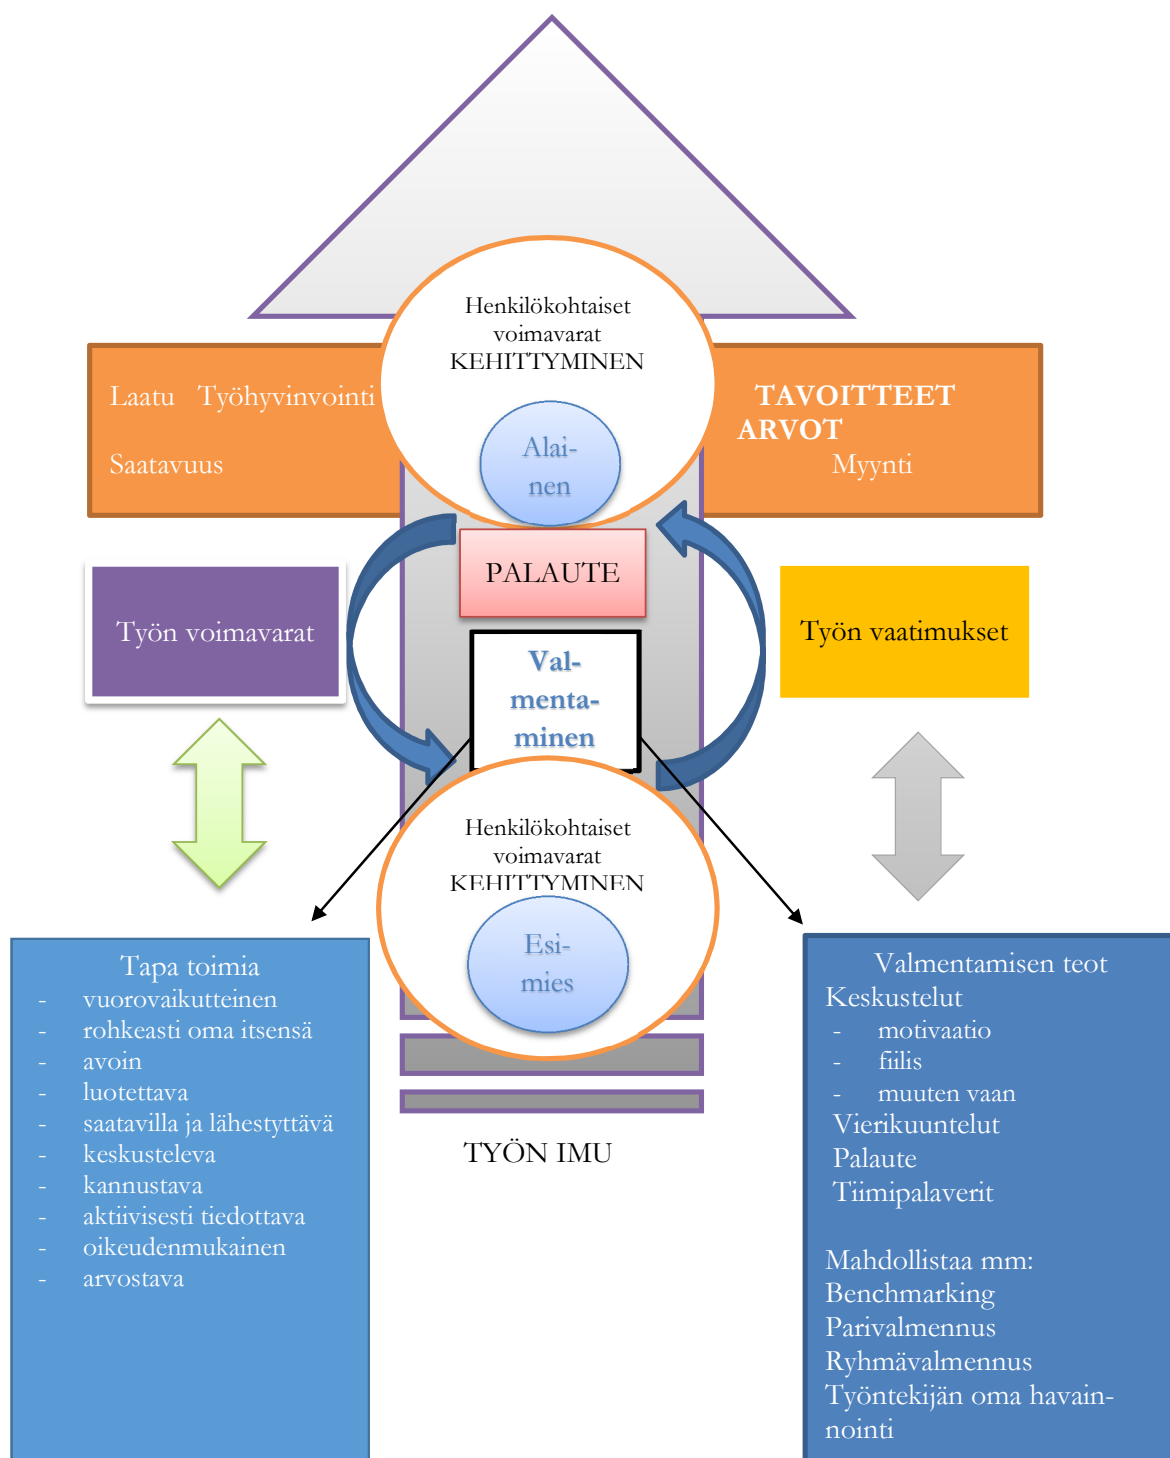 Henkilökohtaiset
voimavarat
KEHITTYMINEN
Laatu Työhyvinvointi
Saatavuus
TAVOITTEET
ARVOT
Myynti
Alai-
nen
PALAUTE
Työn voimavarat
Työn vaatimukset
Val-
menta-
minen
Henkilökohtaiset
voimavarat
KEHITTYMINEN
Esi-
mies
TYÖN IMU
Tapa toimia
- vuorovaikutteinen
- rohkeasti oma itsensä
- avoin
- luotettava
- saatavilla ja lähestyttävä
- keskusteleva
- kannustava
- aktiivisesti tiedottava
- oikeudenmukainen
- arvostava
Valmentamisen teot
Keskustelut
- motivaatio
- fiilis
- muuten vaan
Vierikuuntelut
Palaute
Tiimipalaverit
Mahdollistaa mm:
Benchmarking
Parivalmennus
Ryhmävalmennus
Työntekijän oma havain-
nointi